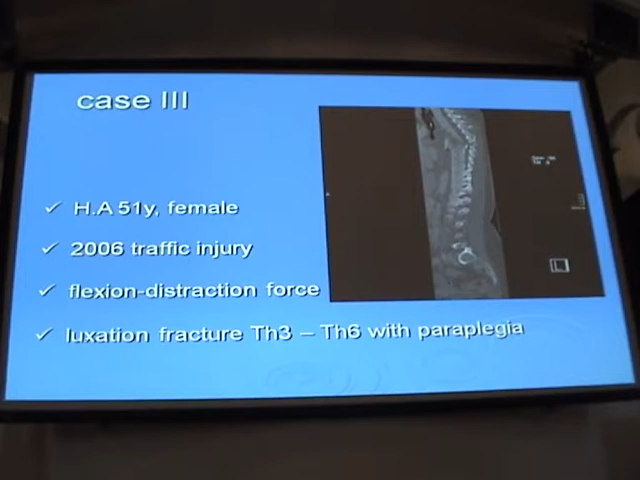 case III
✓ H.A 51y, female
✓ 2006 traffic injury
✓ flexion-distraction force
✓ luxation fracture Th3 – Th6 with paraplegia